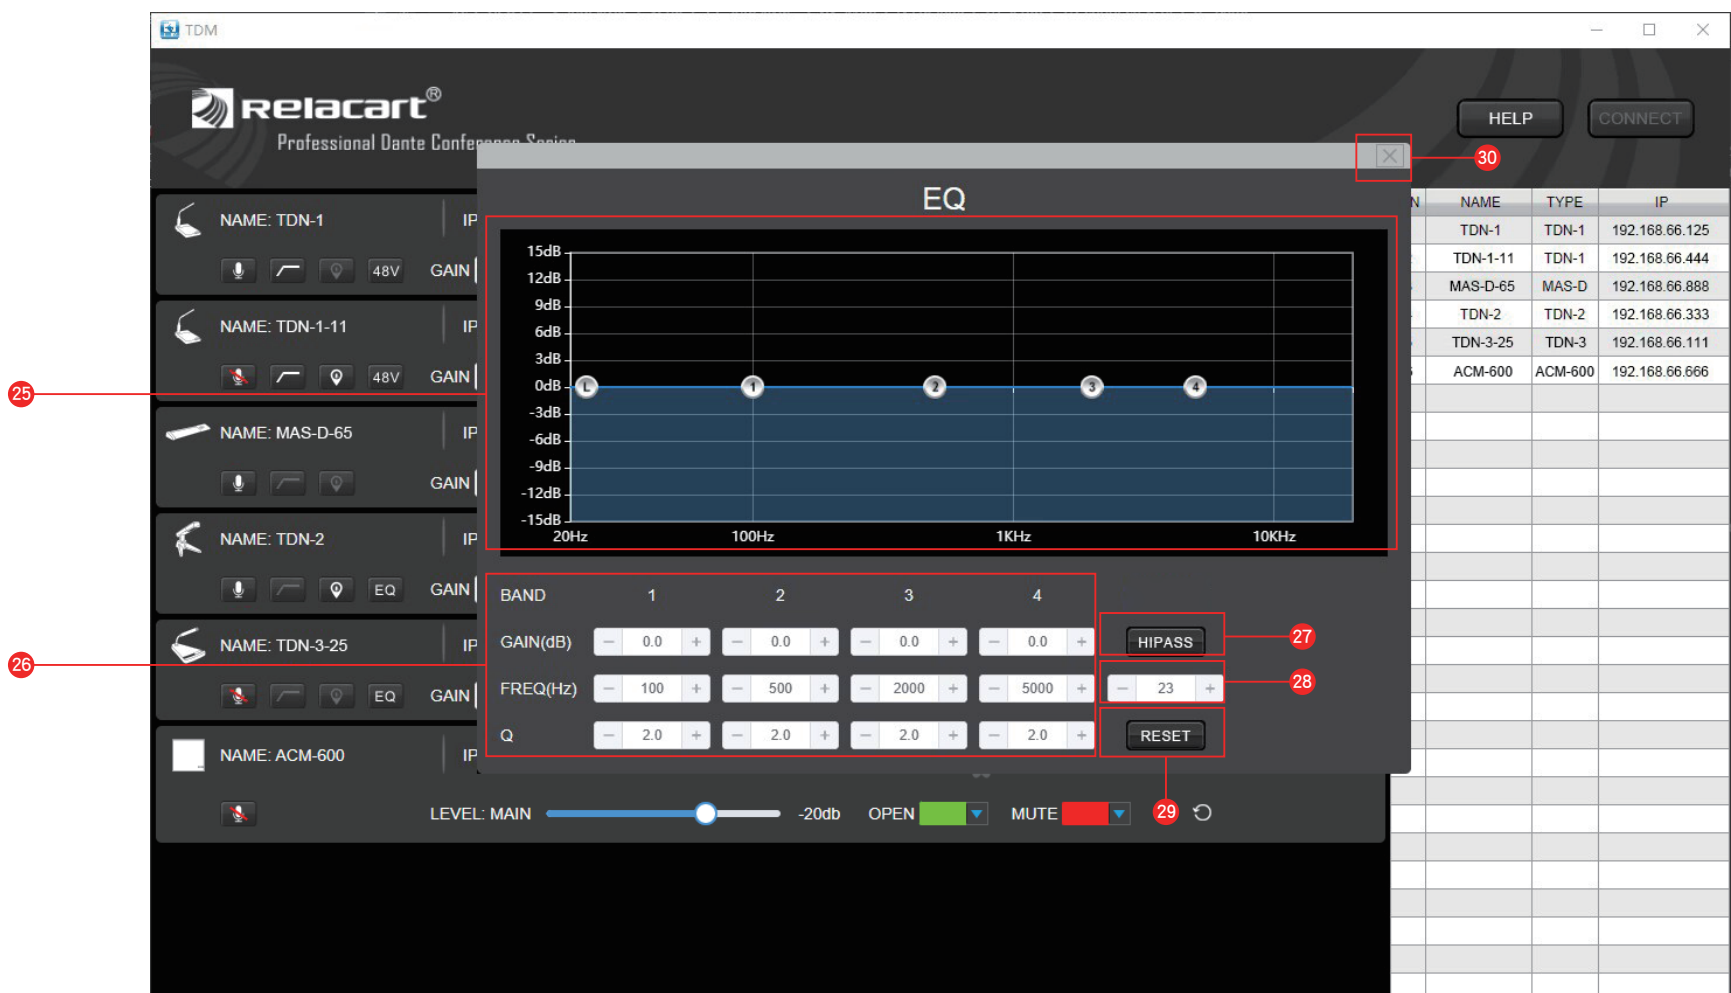 TDM
Relacart®
Professional Dante Conference Series
HELP
CONNECT
30
EQ
N NAME TYPE IP
TDN-1 TDN-1 192.168.66.125
TDN-1-11 TDN-1 192.168.66.444
MAS-D-65 MAS-D 192.168.66.888
TDN-2 TDN-2 192.168.66.333
TDN-3-25 TDN-3 192.168.66.111
ACM-600 ACM-600 192.168.66.666
NAME: TDN-1 IP
48V GAIN
NAME: TDN-1-11 IP
48V GAIN
NAME: MAS-D-65 IP
GAIN
NAME: TDN-2 IP
EQ GAIN
NAME: TDN-3-25 IP
EQ GAIN
NAME: ACM-600 IP
LEVEL: MAIN -20db OPEN MUTE
25
26
15dB
12dB
9dB
6dB
3dB
0dB L 1 2 3 4
-3dB
-6dB
-9dB
-12dB
-15dB
20Hz 100Hz 1KHz 10KHz
BAND 1 2 3 4
GAIN(dB) − 0.0 + − 0.0 + − 0.0 + − 0.0 + HIPASS
27
FREQ(Hz) − 100 + − 500 + − 2000 + − 5000 + − 23 +
28
Q − 2.0 + − 2.0 + − 2.0 + − 2.0 + RESET
29